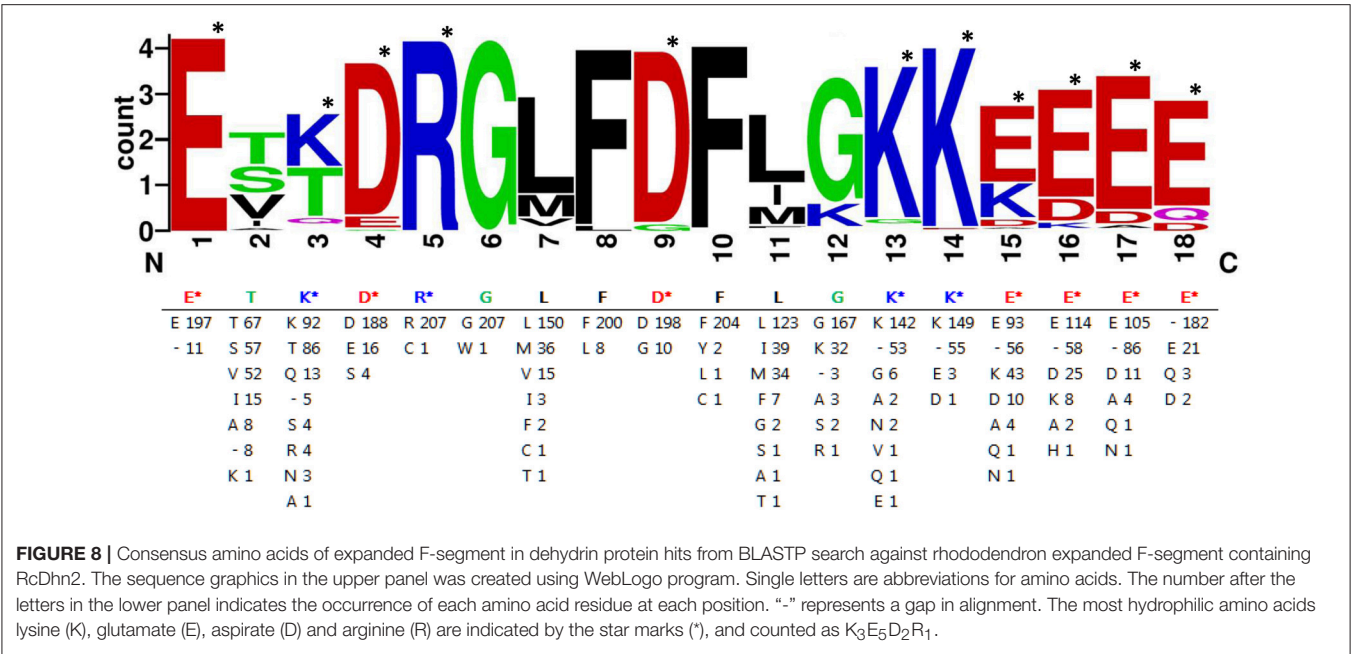 count
4
3
2
1
0
* * * * * * * * * * *
E T K D R G L F D F L G K K E E E E
S T E M L G I K G K D D Q
V Q V M D K A D
1 2 3 4 5 6 7 8 9 10 11 12 13 14 15 16 17 18
N C
E* T K* D* R* G L F D* F L G K* K* E* E* E* E*
E 197 T 67 K 92 D 188 R 207 G 207 L 150 F 200 D 198 F 204 L 123 G 167 K 142 K 149 E 93 E 114 E 105 - 182
- 11 S 57 T 86 E 16 C 1 W 1 M 36 L 8 G 10 Y 2 I 39 K 32 - 53 - 55 - 56 - 58 - 86 E 21
V 52 Q 13 S 4 V 15 L 1 M 34 - 3 G 6 E 3 K 43 D 25 D 11 Q 3
I 15 - 5 I 3 C 1 F 7 A 3 A 2 D 1 D 10 K 8 A 4 D 2
A 8 S 4 F 2 G 2 S 2 N 2 A 4 A 2 Q 1
- 8 R 4 C 1 S 1 R 1 V 1 Q 1 H 1 N 1
K 1 N 3 T 1 A 1 Q 1 N 1
A 1 T 1 E 1
FIGURE 8 | Consensus amino acids of expanded F-segment in dehydrin protein hits from BLASTP search against rhododendron expanded F-segment containing
RcDhn2. The sequence graphics in the upper panel was created using WebLogo program. Single letters are abbreviations for amino acids. The number after the
letters in the lower panel indicates the occurrence of each amino acid residue at each position. “-” represents a gap in alignment. The most hydrophilic amino acids
lysine (K), glutamate (E), aspirate (D) and arginine (R) are indicated by the star marks (*), and counted as K₃E₅D₂R₁.